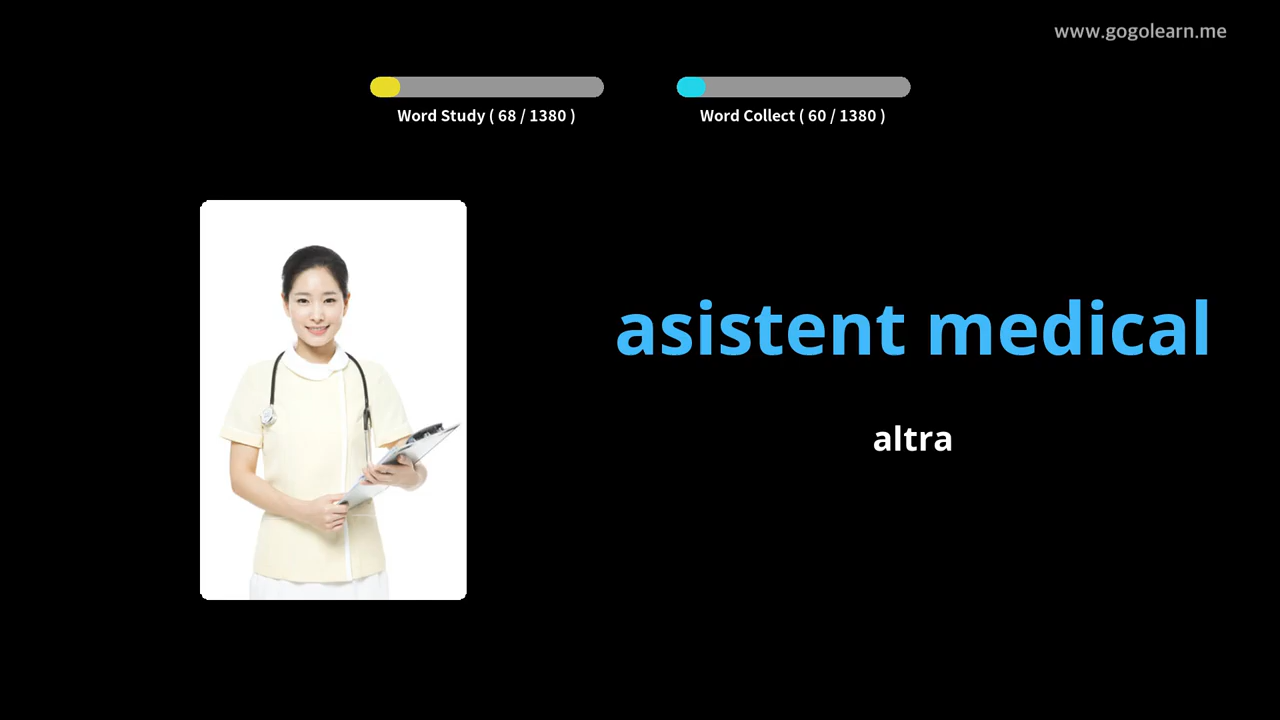 www.gogolearn.me
Word Study ( 68 / 1380 )
Word Collect ( 60 / 1380 )
asistent medical
altra